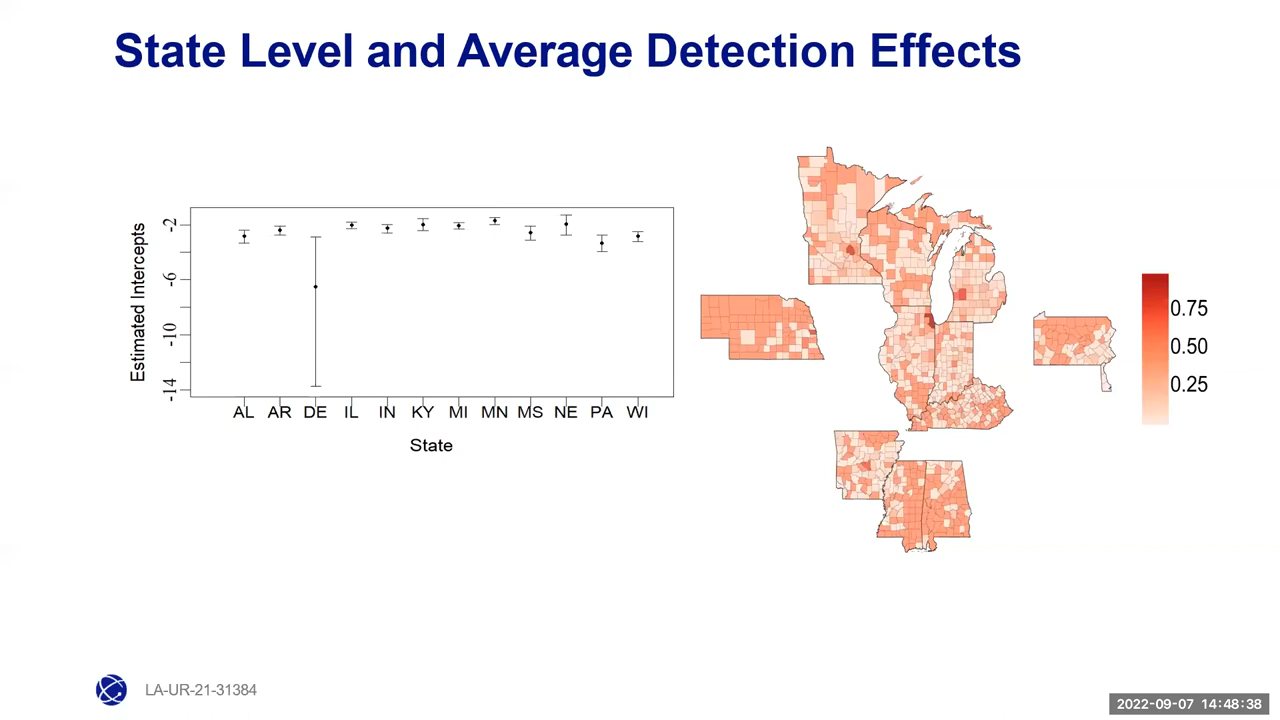 State Level and Average Detection Effects
Estimated Intercepts
-2
-6
-10
-14
AL AR DE IL IN KY MI MN MS NE PA WI
State
0.75
0.50
0.25
LA-UR-21-31384
2022-09-07 14:48:38